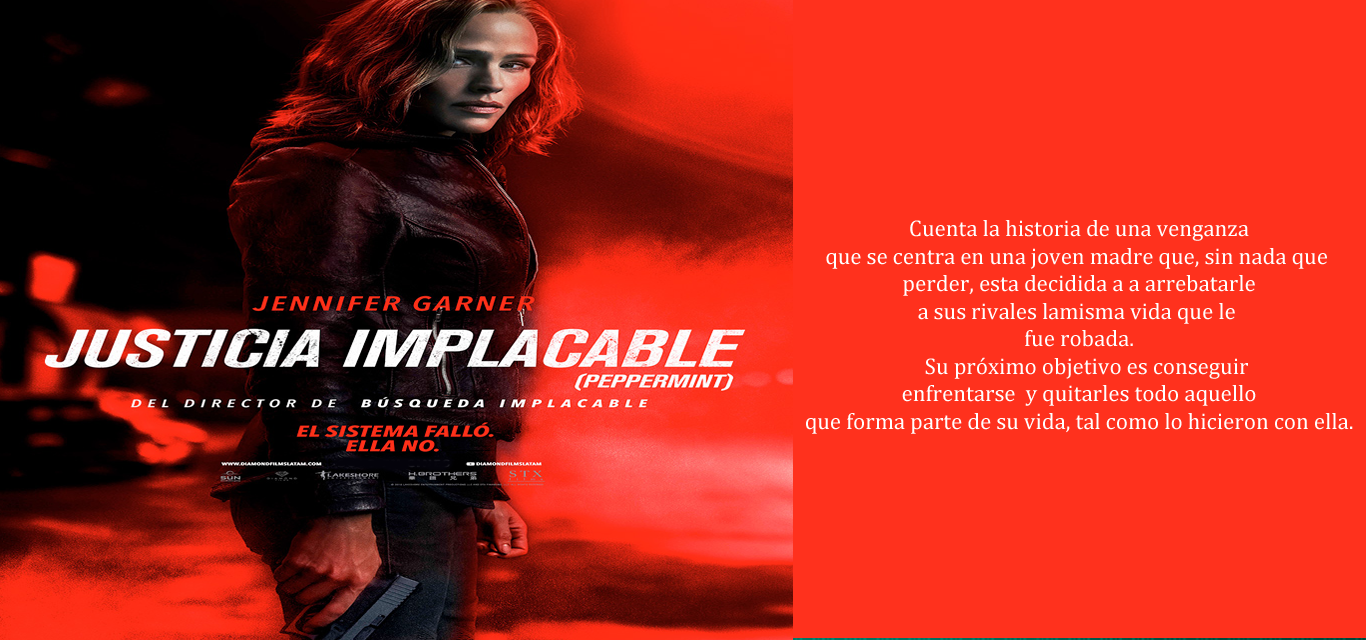 JENNIFER GARNER
JUSTICIA IMPLACABLE
(PEPPERMINT)
DEL DIRECTOR DE BÚSQUEDA IMPLACABLE
EL SISTEMA FALLÓ.
ELLA NO.
WWW.DIAMONDFILMSLATAM.COM DIAMONDFILMSLATAM
SUN DIAMOND LAKESHORE H.BROTHERS STX
Cuenta la historia de una venganza
que se centra en una joven madre que, sin nada que
perder, esta decidida a a arrebatarle
a sus rivales lamisma vida que le
fue robada.
Su próximo objetivo es conseguir
enfrentarse y quitarles todo aquello
que forma parte de su vida, tal como lo hicieron con ella.